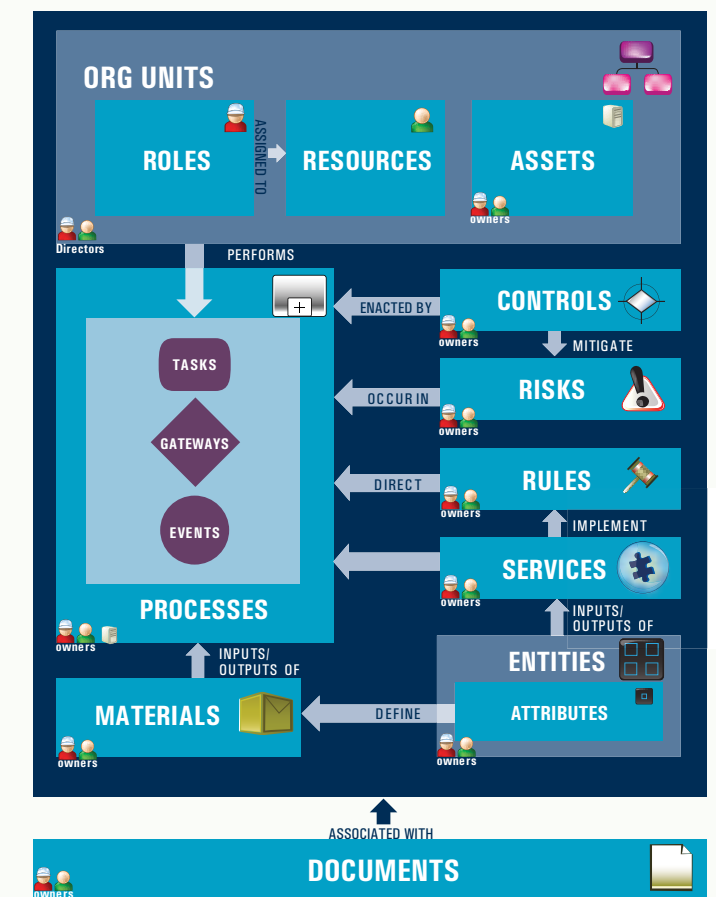 ORG UNITS
ROLES
ASSIGNED TO
RESOURCES
ASSETS
owners
Directors
PERFORMS
TASKS
GATEWAYS
EVENTS
PROCESSES
owners
ENACTED BY
CONTROLS
owners
MITIGATE
OCCUR IN
RISKS
owners
DIRECT
RULES
owners
IMPLEMENT
SERVICES
owners
INPUTS/
OUTPUTS OF
ENTITIES
ATTRIBUTES
owners
INPUTS/
OUTPUTS OF
MATERIALS
owners
DEFINE
ASSOCIATED WITH
DOCUMENTS
owners